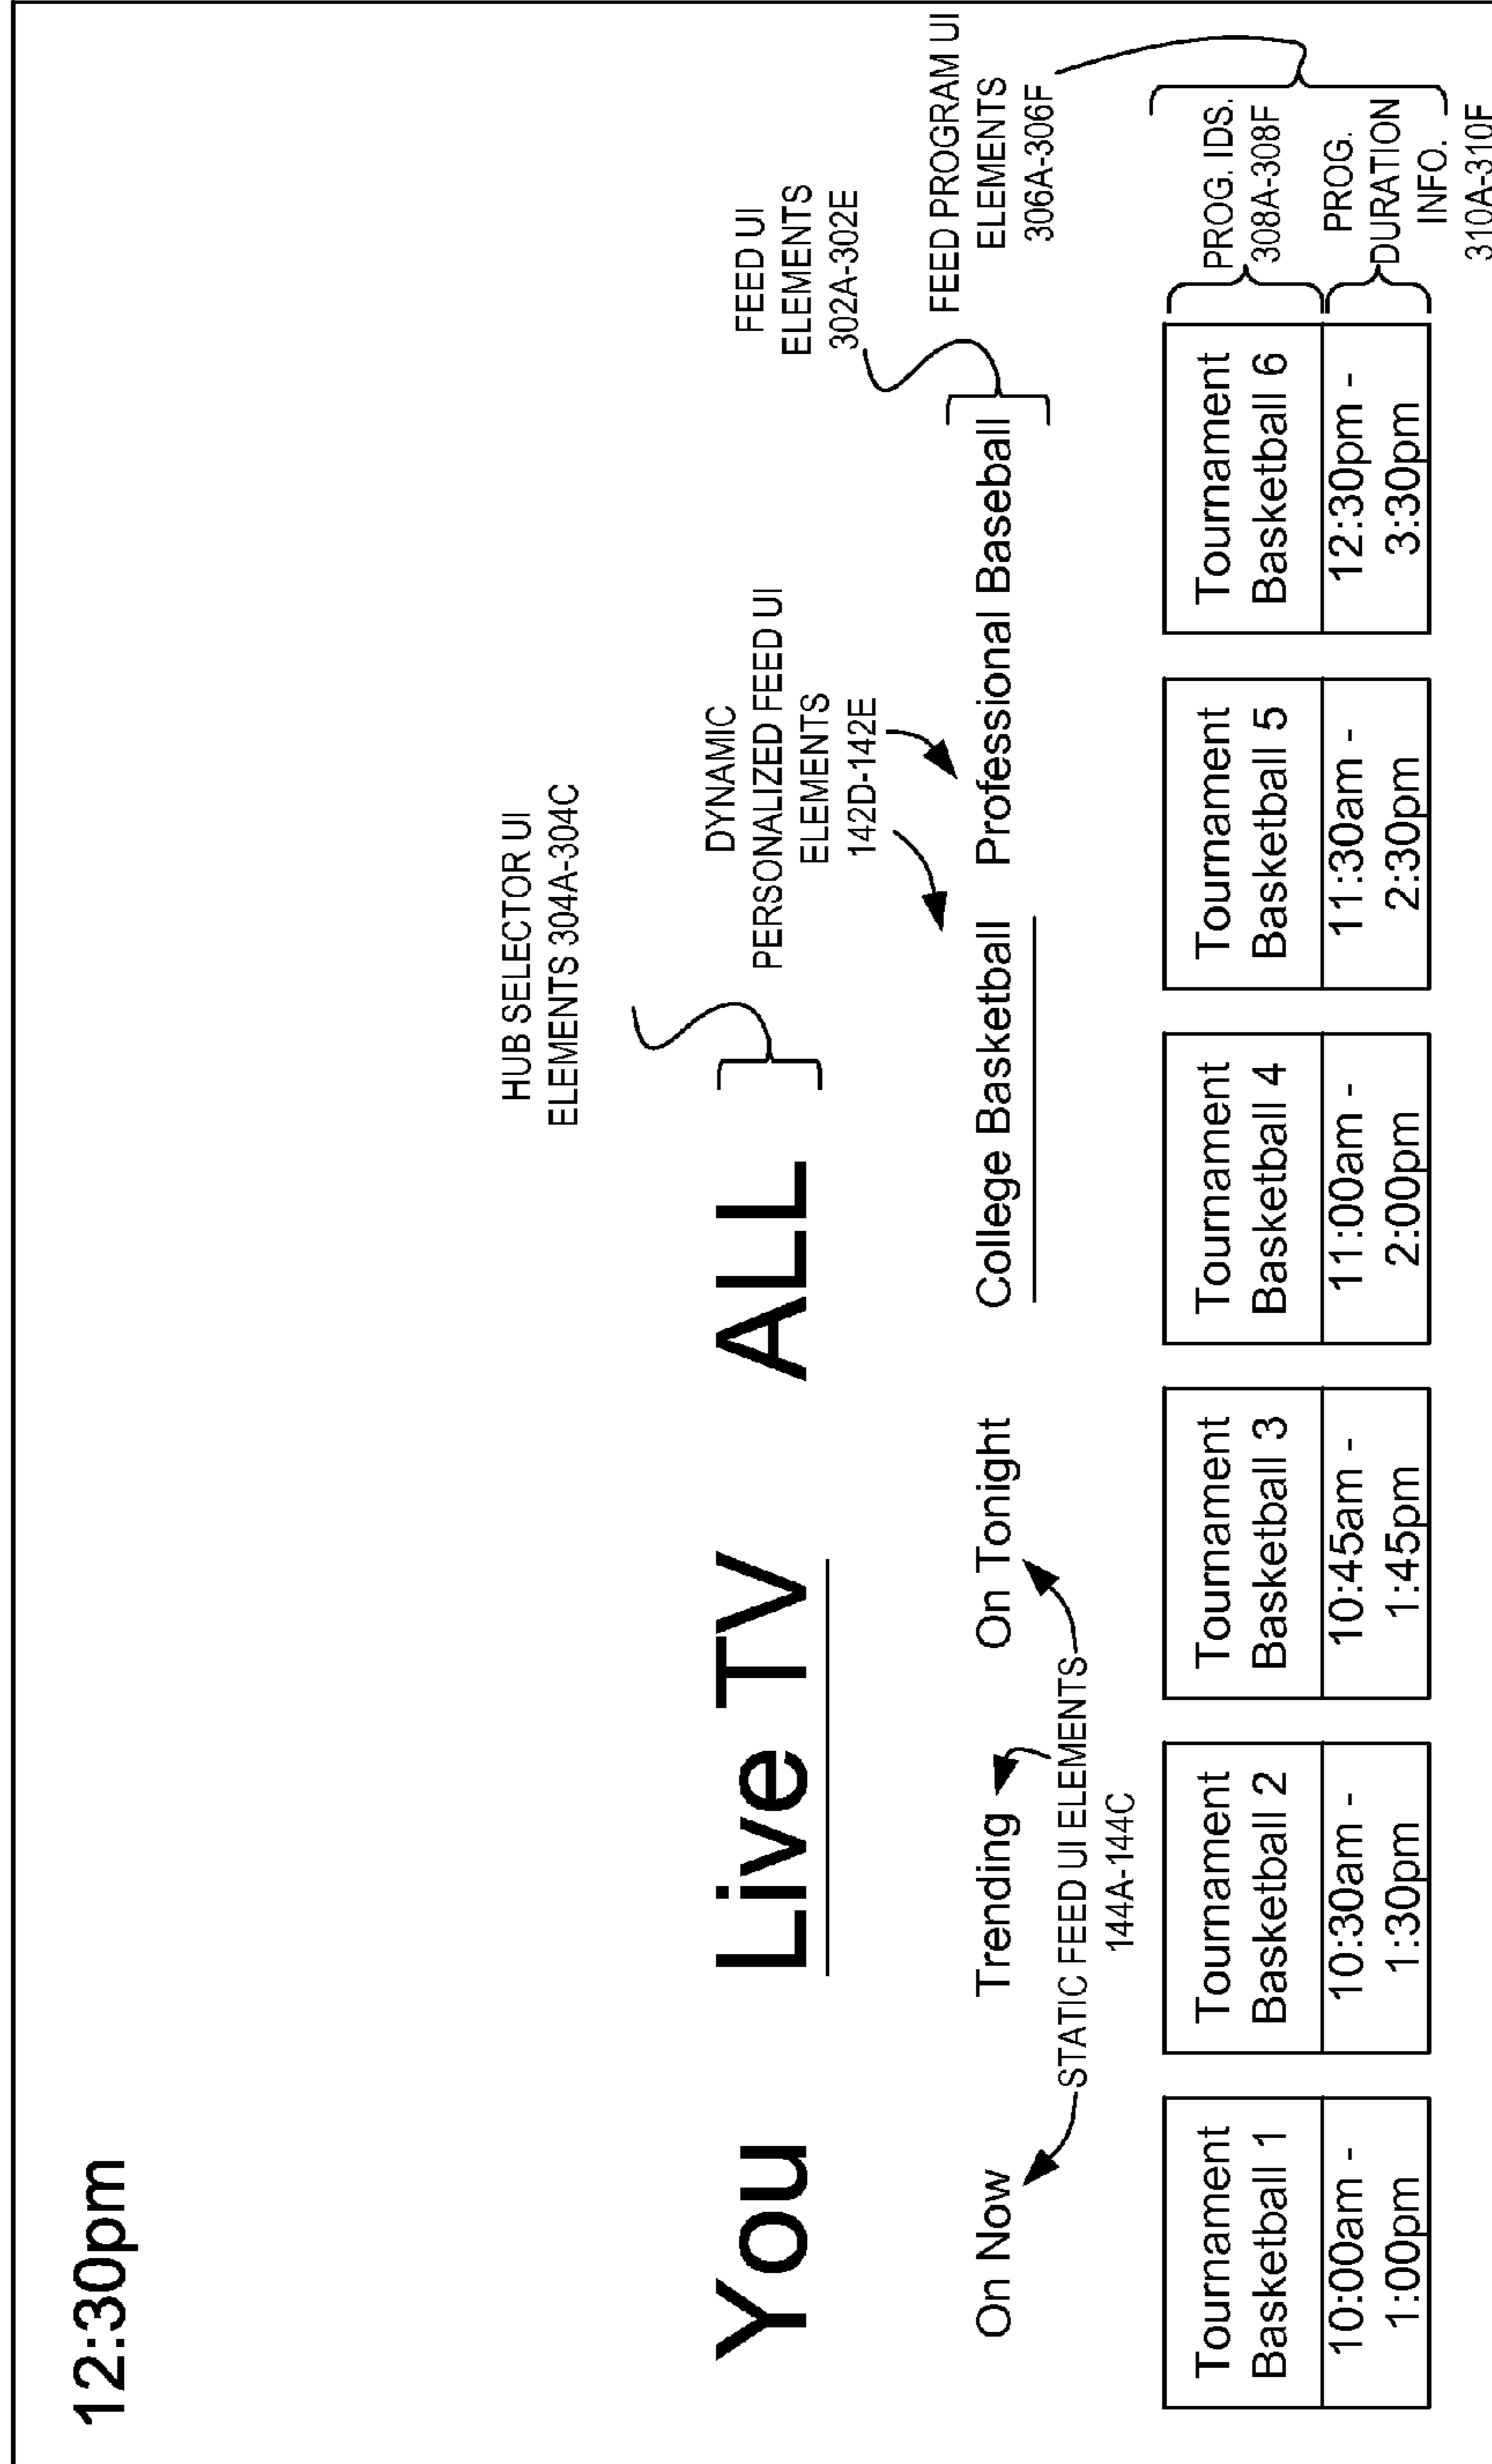 12:30pm
HUB SELECTOR UI
ELEMENTS 304A-304C
You Live TV ALL
DYNAMIC
PERSONALIZED FEED UI
ELEMENTS
142D-142E
FEED UI
ELEMENTS
302A-302E
On Now Trending On Tonight College Basketball Professional Baseball
STATIC FEED UI ELEMENTS
144A-144C
FEED PROGRAM UI
ELEMENTS
306A-306F
Tournament
Basketball 1
10:00am -
1:00pm
Tournament
Basketball 2
10:30am -
1:30pm
Tournament
Basketball 3
10:45am -
1:45pm
Tournament
Basketball 4
11:00am -
2:00pm
Tournament
Basketball 5
11:30am -
2:30pm
Tournament
Basketball 6
12:30pm -
3:30pm
PROG. IDS.
308A-308F
PROG.
DURATION
INFO.
310A-310F